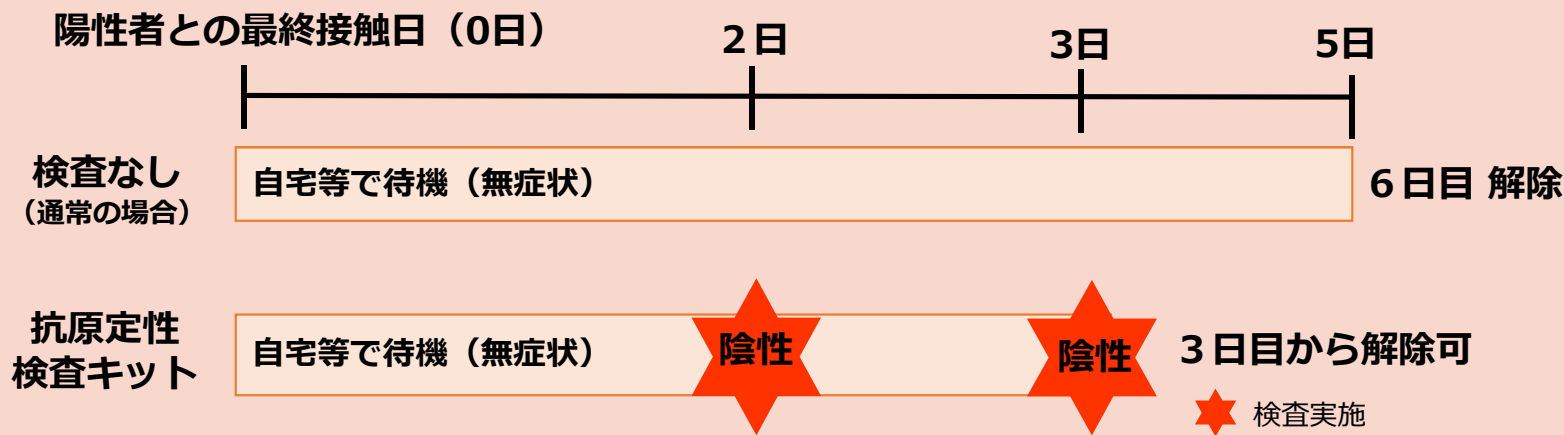 陽性者との最終接触日（0日）
２日
3日
5日
検査なし
（通常の場合）
自宅等で待機（無症状）
６日目 解除
抗原定性
検査キット
自宅等で待機（無症状）
陰性
陰性
３日目から解除可
検査実施